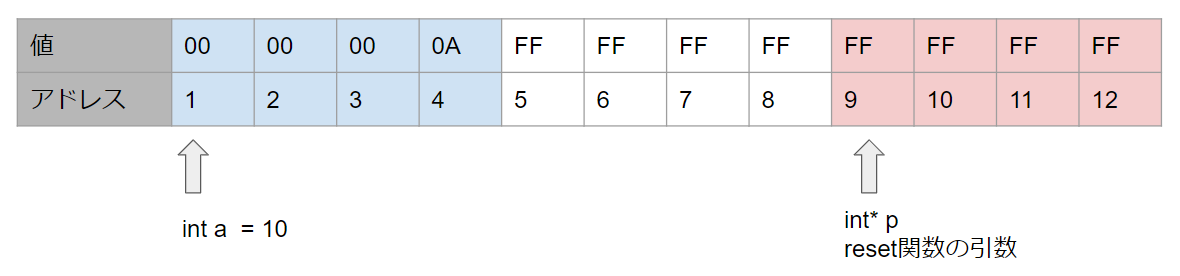 値 00 00 00 0A FF FF FF FF FF FF FF FF
アドレス 1 2 3 4 5 6 7 8 9 10 11 12
int a = 10
int* p
reset関数の引数